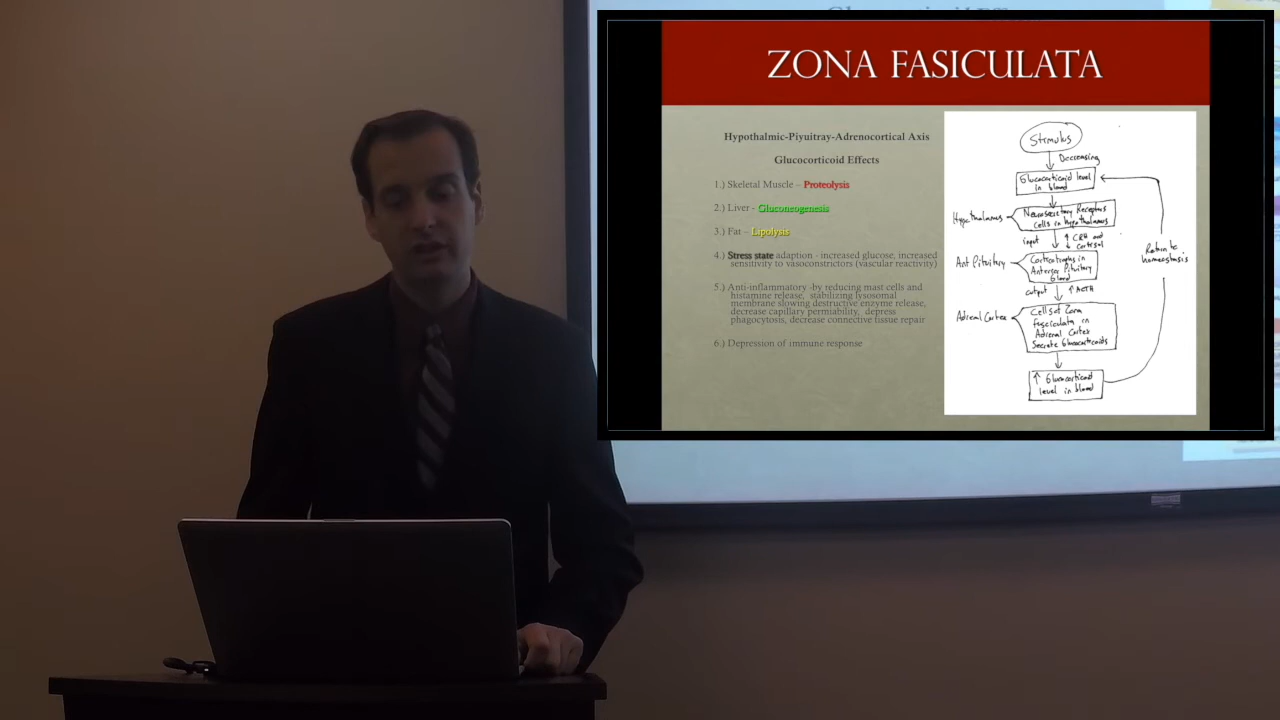 ZONA FASICULATA
Hypothalmic-Piyuitray-Adrenocortical Axis
Glucocorticoid Effects
1.) Skeletal Muscle – Proteolysis
2.) Liver - Gluconeogenesis
3.) Fat – Lipolysis
4.) Stress state adaption - increased glucose, increased
sensitivity to vasoconstrictors (vascular reactivity)
5.) Anti-inflammatory -by reducing mast cells and
histamine release, stabilizing lysosomal
membrane slowing destructive enzyme release,
decrease capillary permiability, depress
phagocytosis, decrease connective tissue repair
6.) Depression of immune response
Stimulus
Decreasing
Glucocorticoid level
in blood
Hypothalamus
Neurosecretory Receptors
cells in hypothalamus
input
↑ CRH and
cortisol
Ant Pituitary
Corticotrophs in
Anterior Pituitary
Gland
output
↑ ACTH
Adrenal Cortex
Cells of Zona
fasciculata in
Adrenal Cortex
Secrete Glucocorticoids
↑ Glucocorticoid
level in blood
Return to
homeostasis